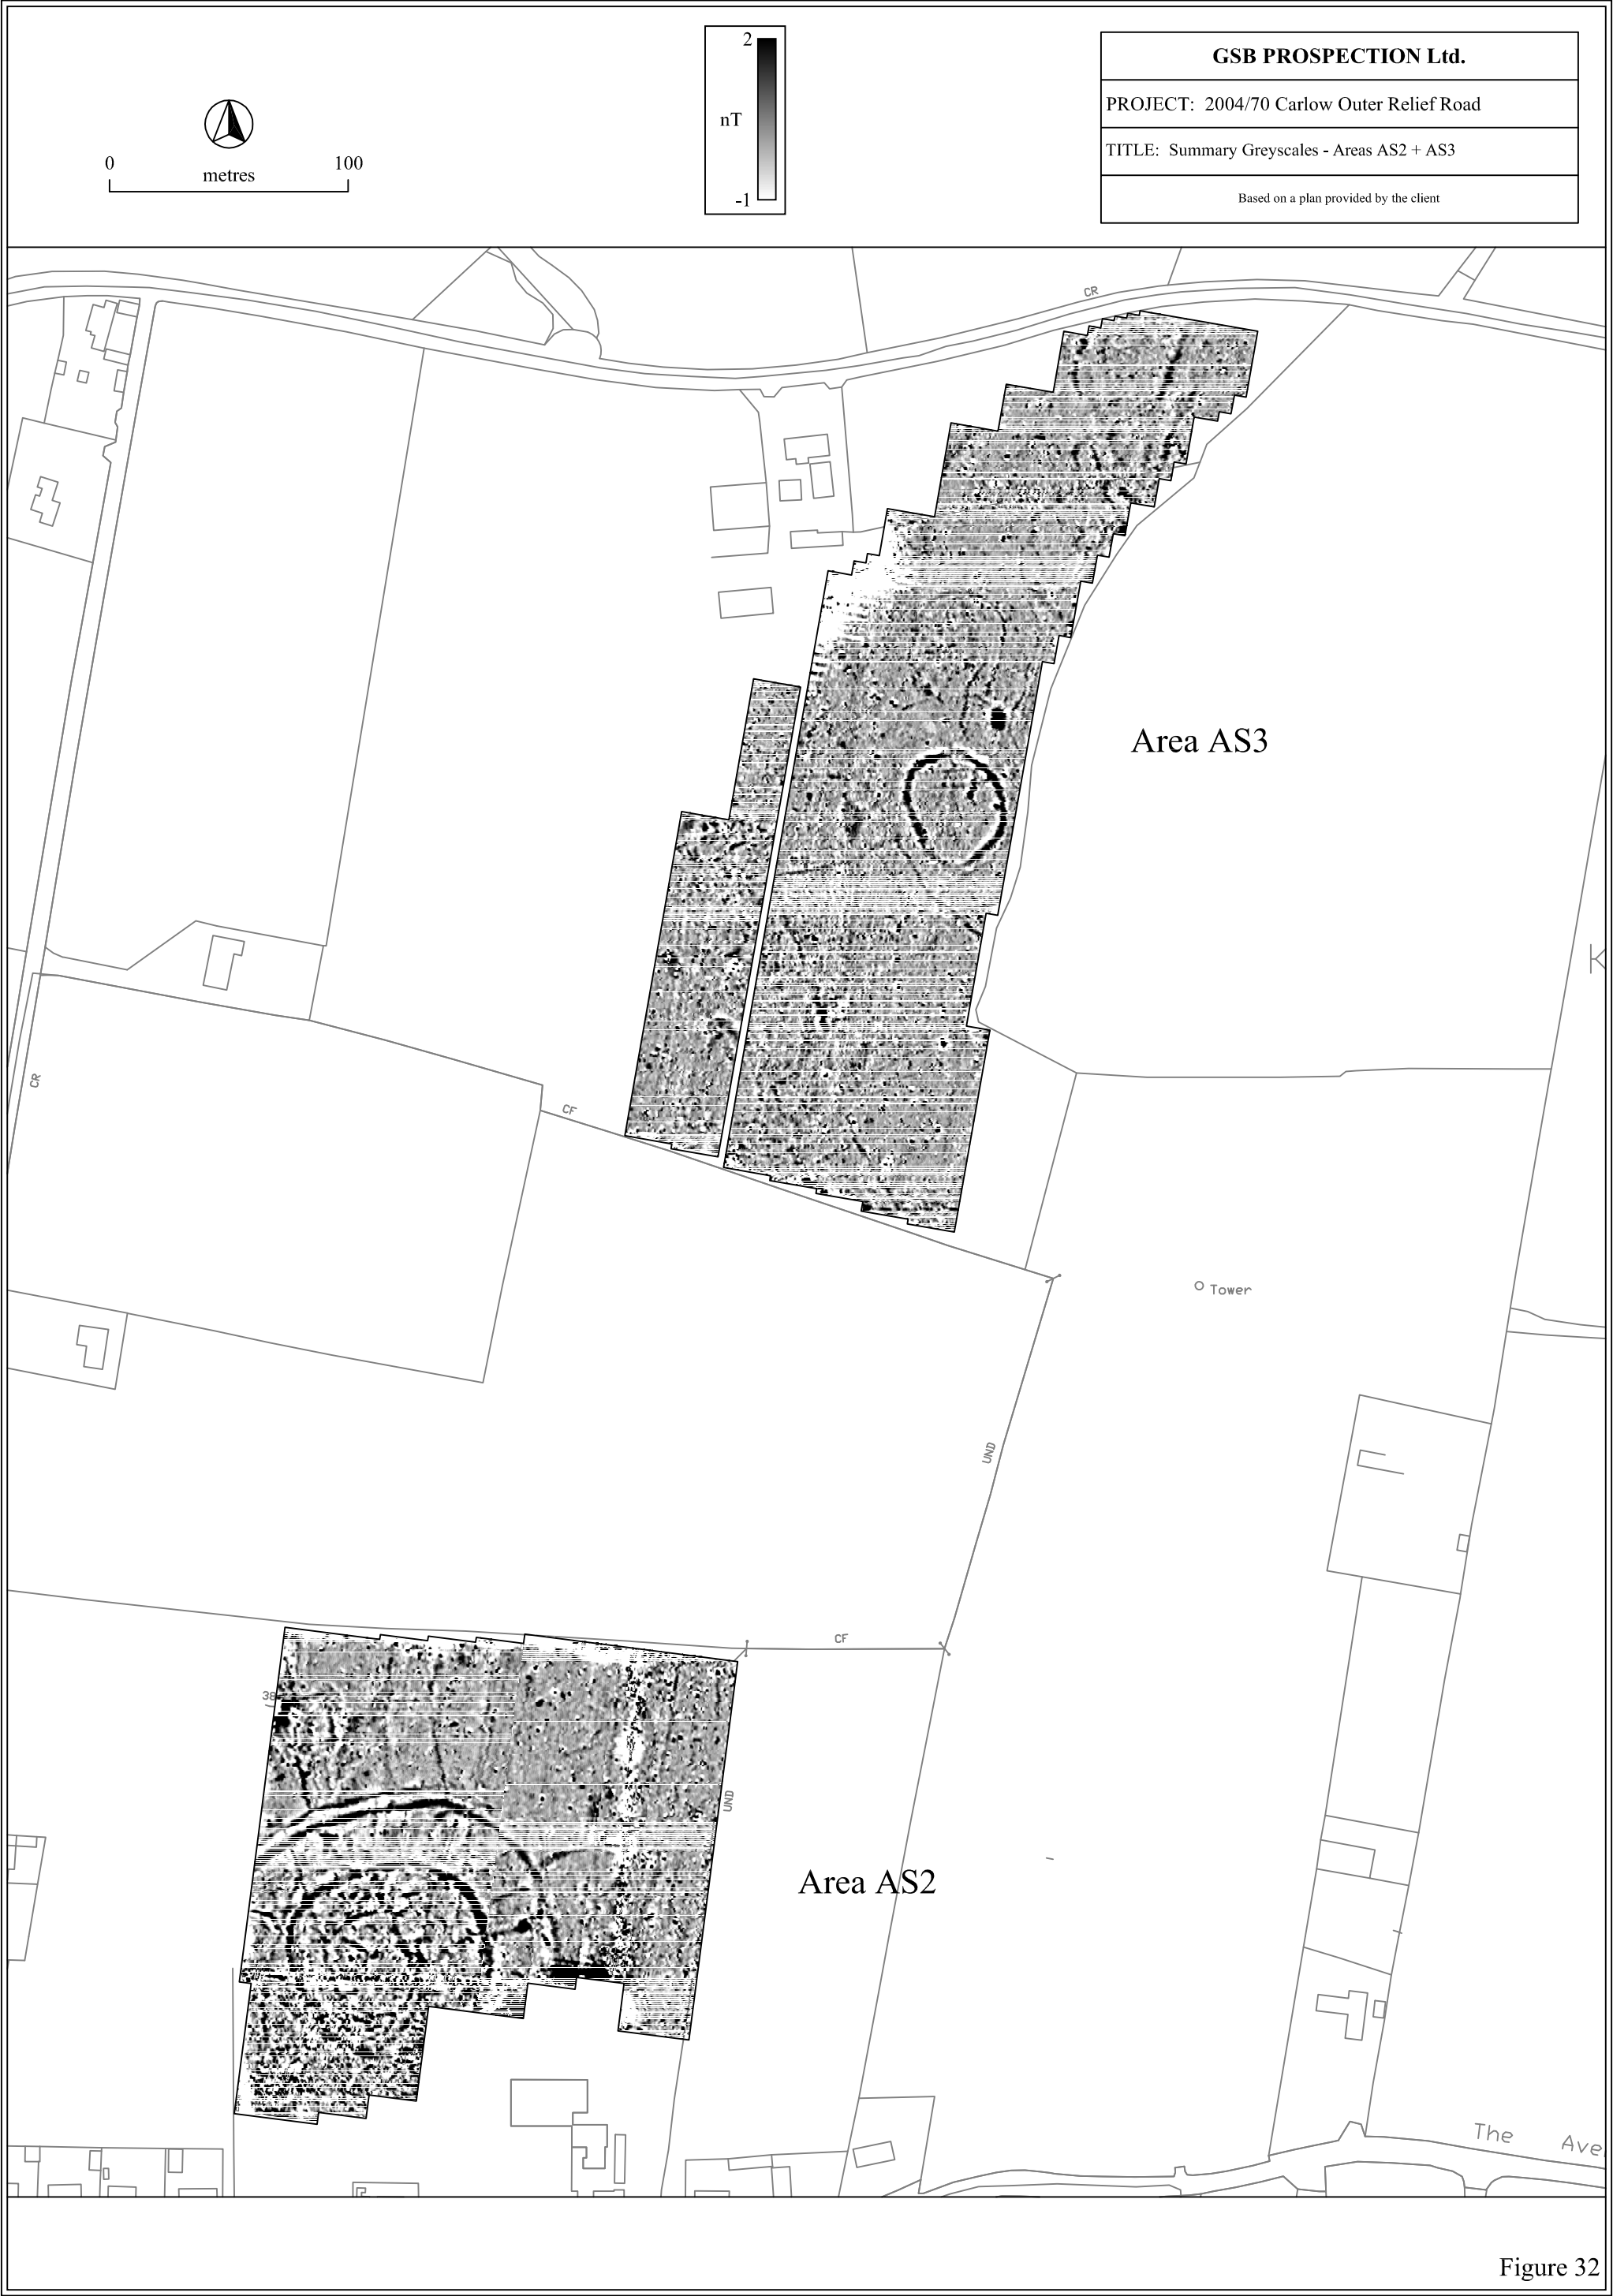 2
nT
-1
0 100
metres
GSB PROSPECTION Ltd.
PROJECT: 2004/70 Carlow Outer Relief Road
TITLE: Summary Greyscales - Areas AS2 + AS3
Based on a plan provided by the client
CR
Area AS3
CR
CF
Tower
UND
CF
38
UND
Area AS2
The Ave
Figure 32